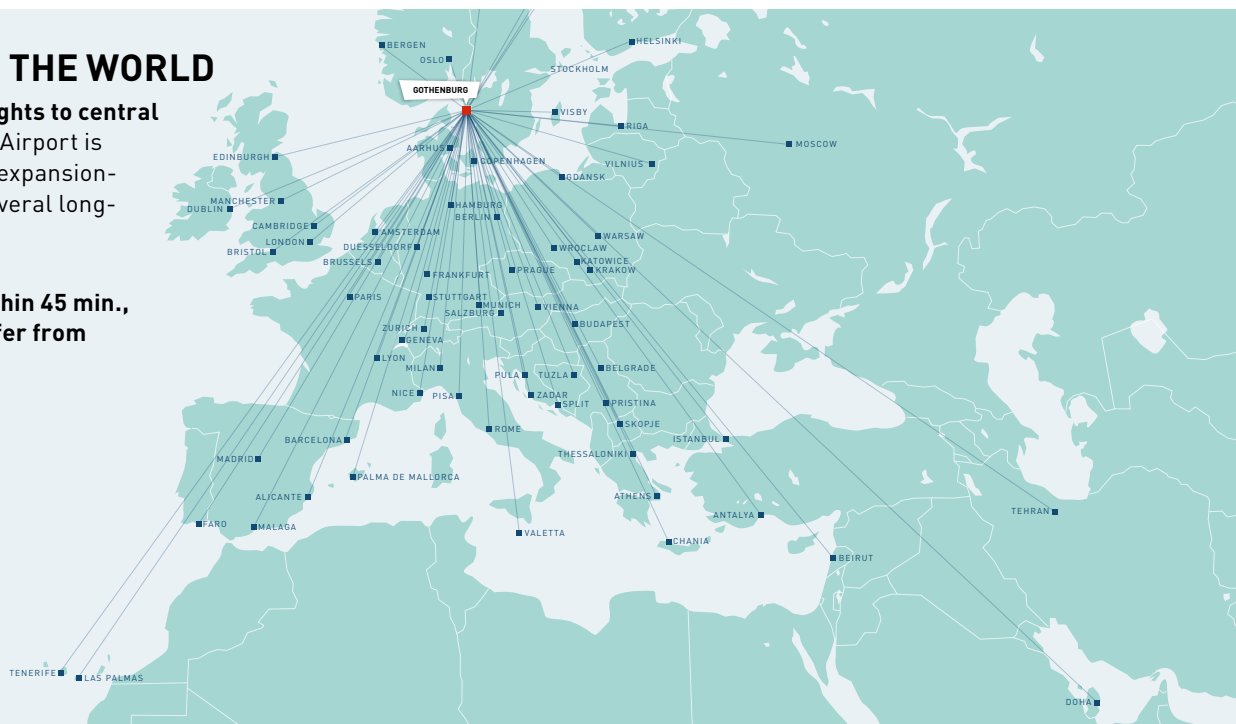 THE WORLD
ghts to central
Airport is
expansion-
veral long-
hin 45 min.,
fer from
BERGEN
HELSINKI
OSLO
STOCKHOLM
GOTHENBURG
VISBY
RIGA
MOSCOW
AARHUS
EDINBURGH
COPENHAGEN
VILNIUS
GDANSK
MANCHESTER
DUBLIN
HAMBURG
BERLIN
CAMBRIDGE
AMSTERDAM
WARSAW
LONDON
DUESSELDORF
WROCLAW
BRISTOL
BRUSSELS
KATOWICE
FRANKFURT
PRAGUE
KRAKOW
PARIS
STUTTGART
MUNICH
VIENNA
SALZBURG
ZURICH
BUDAPEST
GENEVA
LYON
MILAN
PULA
TUZLA
BELGRADE
NICE
PISA
ZADAR
SPLIT
PRISTINA
SKOPJE
ROME
BARCELONA
ISTANBUL
MADRID
THESSALONIKI
PALMA DE MALLORCA
ALICANTE
ATHENS
ANTALYA
TEHRAN
FARO
MALAGA
VALETTA
CHANIA
BEIRUT
TENERIFE
LAS PALMAS
DOHA